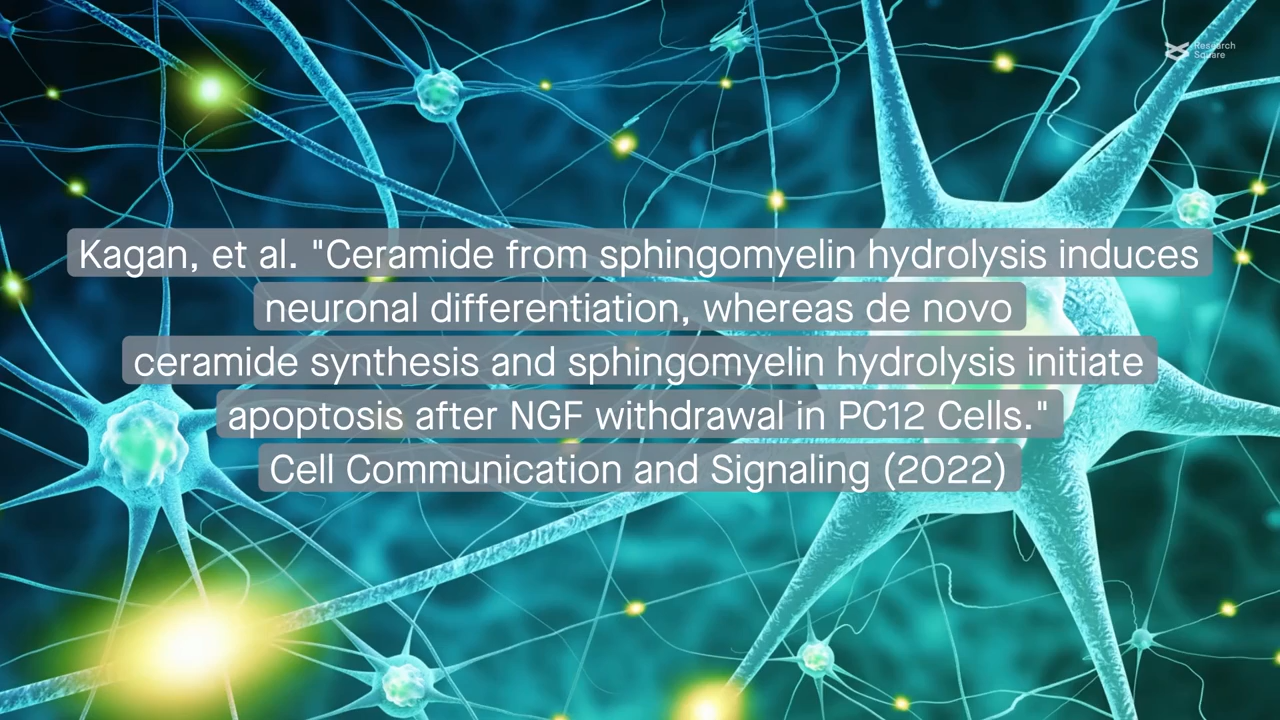 Research
Square
Kagan, et al. "Ceramide from sphingomyelin hydrolysis induces
neuronal differentiation, whereas de novo
ceramide synthesis and sphingomyelin hydrolysis initiate
apoptosis after NGF withdrawal in PC12 Cells."
Cell Communication and Signaling (2022)